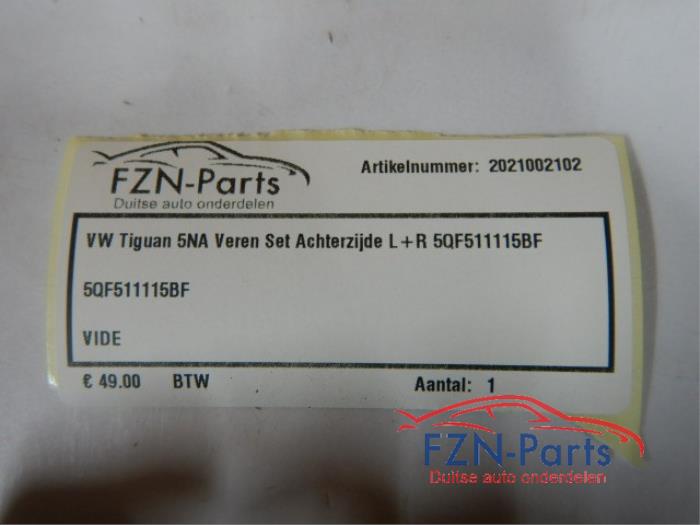 FZN-Parts
Duitse auto onderdelen
Artikelnummer: 2021002102
VW Tiguan 5NA Veren Set Achterzijde L+R 5QF511115BF
5QF511115BF
VIDE
€ 49.00 BTW Aantal: 1
FZN-Parts
Duitse auto onderdelen